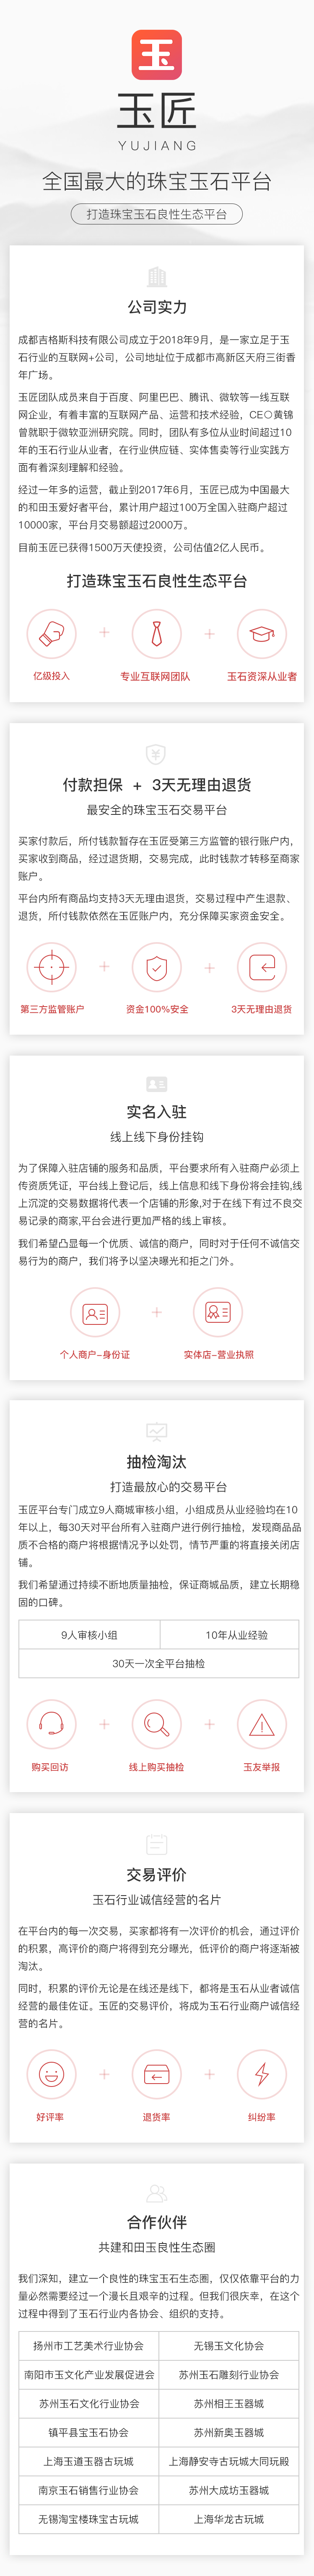 玉
玉匠
YUJIANG
全国最大的珠宝玉石平台
打造珠宝玉石良性生态平台
公司实力
成都吉格斯科技有限公司成立于2018年9月，是一家立足于玉
石行业的互联网+公司，公司地址位于成都市高新区天府三街香
年广场。
玉匠团队成员来自于百度、阿里巴巴、腾讯、微软等一线互联
网企业，有着丰富的互联网产品、运营和技术经验，CEO黄锦
曾就职于微软亚洲研究院。同时，团队有多位从业时间超过10
年的玉石行业从业者，在行业供应链、实体售卖等行业实践方
面有着深刻理解和经验。
经过一年多的运营，截止到2017年6月，玉匠已成为中国最大
的和田玉爱好者平台，累计用户超过100万全国入驻商户超过
10000家，平台月交易额超过2000万。
目前玉匠已获得1500万天使投资，公司估值2亿人民币。
打造珠宝玉石良性生态平台
亿级投入
专业互联网团队
玉石资深从业者
付款担保 + 3天无理由退货
最安全的珠宝玉石交易平台
买家付款后，所付钱款暂存在玉匠受第三方监管的银行账户内，
买家收到商品，经过退货期，交易完成，此时钱款才转移至商家
账户。
平台内所有商品均支持3天无理由退货，交易过程中产生退款、
退货，所付钱款依然在玉匠账户内，充分保障买家资金安全。
第三方监管账户
资金100%安全
3天无理由退货
实名入驻
线上线下身份挂钩
为了保障入驻店铺的服务和品质，平台要求所有入驻商户必须上
传资质凭证，平台线上登记后，线上信息和线下身份将会挂钩,线
上沉淀的交易数据将代表一个店铺的形象,对于在线下有过不良交
易记录的商家,平台会进行更加严格的线上审核。
我们希望凸显每一个优质、诚信的商户，同时对于任何不诚信交
易行为的商户，我们将予以坚决曝光和拒之门外。
个人商户-身份证
实体店-营业执照
抽检淘汰
打造最放心的交易平台
玉匠平台专门成立9人商城审核小组，小组成员从业经验均在10
年以上，每30天对平台所有入驻商户进行例行抽检，发现商品品
质不合格的商户将根据情况予以处罚，情节严重的将直接关闭店
铺。
我们希望通过持续不断地质量抽检，保证商城品质，建立长期稳
固的口碑。
9人审核小组
10年从业经验
30天一次全平台抽检
购买回访
线上购买抽检
玉友举报
交易评价
玉石行业诚信经营的名片
在平台内的每一次交易，买家都将有一次评价的机会，通过评价
的积累，高评价的商户将得到充分曝光，低评价的商户将逐渐被
淘汰。
同时，积累的评价无论是在线还是线下，都将是玉石从业者诚信
经营的最佳佐证。玉匠的交易评价，将成为玉石行业商户诚信经
营的名片。
好评率
退货率
纠纷率
合作伙伴
共建和田玉良性生态圈
我们深知，建立一个良性的珠宝玉石生态圈，仅仅依靠平台的力
量必然需要经过一个漫长且艰辛的过程。但我们很庆幸，在这个
过程中得到了玉石行业内各协会、组织的支持。
扬州市工艺美术行业协会
无锡玉文化协会
南阳市玉文化产业发展促进会
苏州玉石雕刻行业协会
苏州玉石文化行业协会
苏州相王玉器城
镇平县宝玉石协会
苏州新奥玉器城
上海玉道玉器古玩城
上海静安寺古玩城大同玩殿
南京玉石销售行业协会
苏州大成坊玉器城
无锡淘宝楼珠宝古玩城
上海华龙古玩城